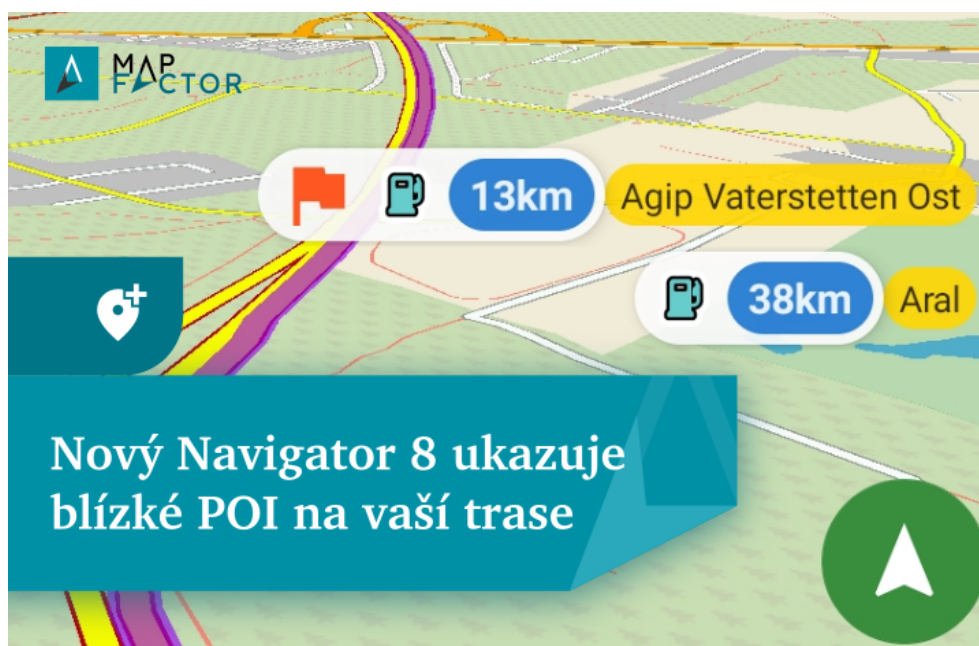 MAP
FACTOR
13km Agip Vaterstetten Ost
38km Aral
Nový Navigator 8 ukazuje
blízké POI na vaší trase